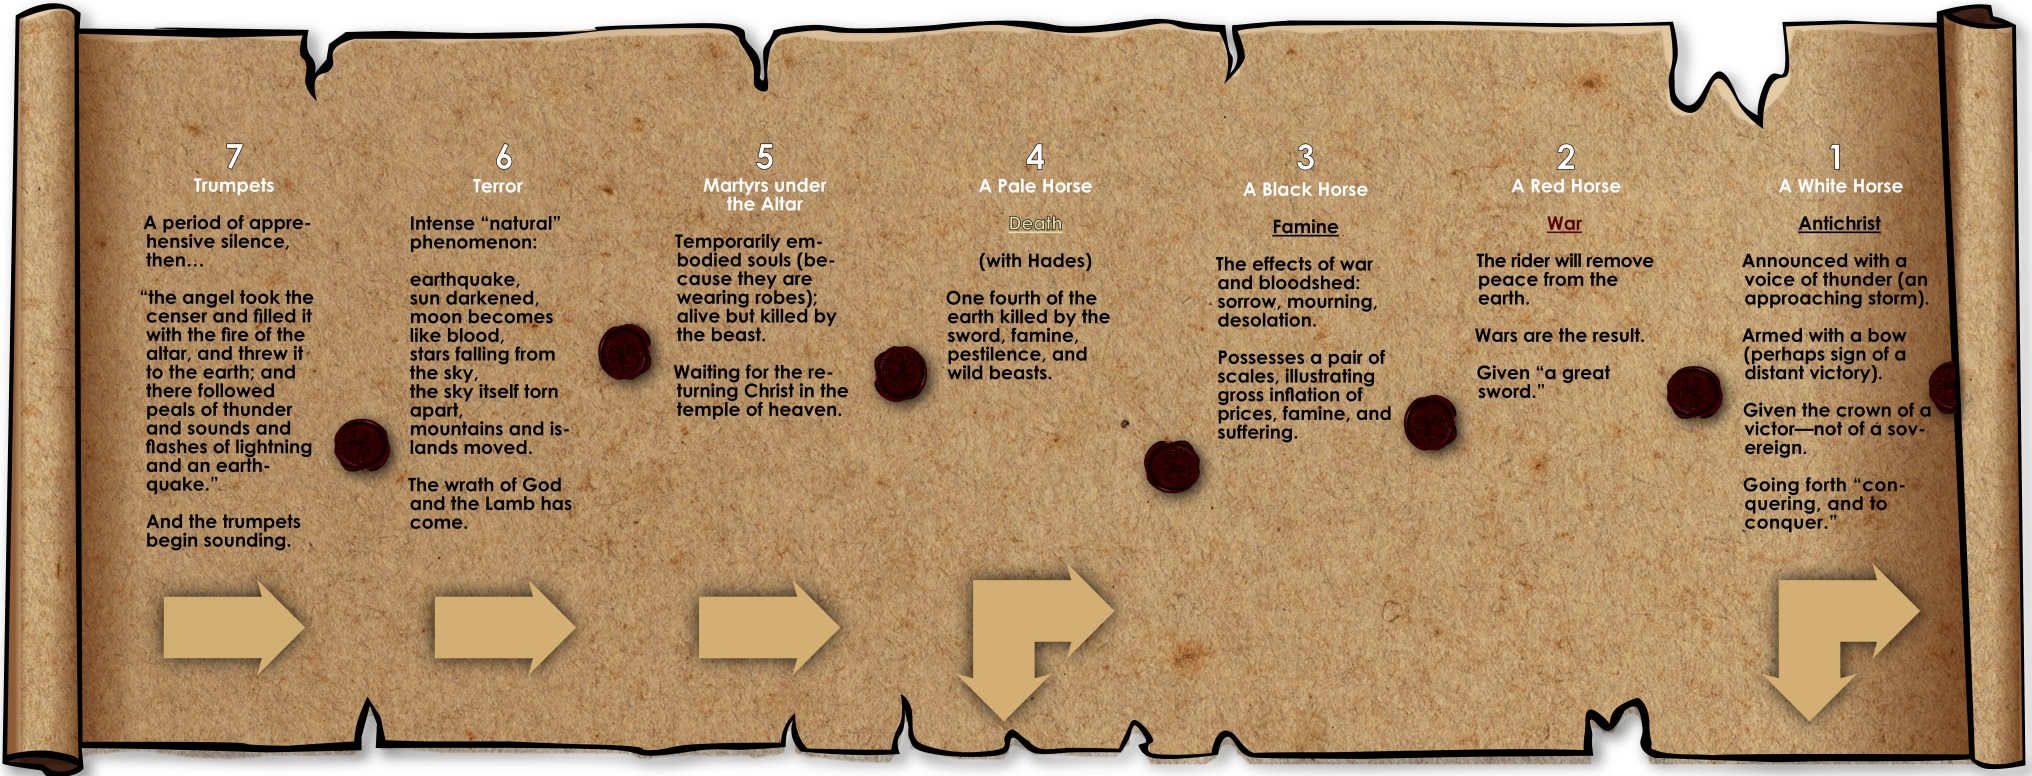 7
Trumpets
A period of appre-
hensive silence,
then...
“the angel took the
censer and filled it
with the fire of the
altar, and threw it
to the earth; and
there followed
peals of thunder
and sounds and
flashes of lightning
and an earth-
quake.”
And the trumpets
begin sounding.
6
Terror
Intense “natural”
phenomenon:
earthquake,
sun darkened,
moon becomes
like blood,
stars falling from
the sky,
the sky itself torn
apart,
mountains and is-
lands moved.
The wrath of God
and the Lamb has
come.
5
Martyrs under
the Altar
Temporarily em-
bodied souls (be-
cause they are
wearing robes);
alive but killed by
the beast.
Waiting for the re-
turning Christ in the
temple of heaven.
4
A Pale Horse
Death
(with Hades)
One fourth of the
earth killed by the
sword, famine,
pestilence, and
wild beasts.
3
A Black Horse
Famine
The effects of war
and bloodshed:
sorrow, mourning,
desolation.
Possesses a pair of
scales, illustrating
gross inflation of
prices, famine, and
suffering.
2
A Red Horse
War
The rider will remove
peace from the
earth.
Wars are the result.
Given “a great
sword.”
1
A White Horse
Antichrist
Announced with a
voice of thunder (an
approaching storm).
Armed with a bow
(perhaps sign of a
distant victory).
Given the crown of a
victor—not of a sov-
ereign.
Going forth “con-
quering, and to
conquer.”